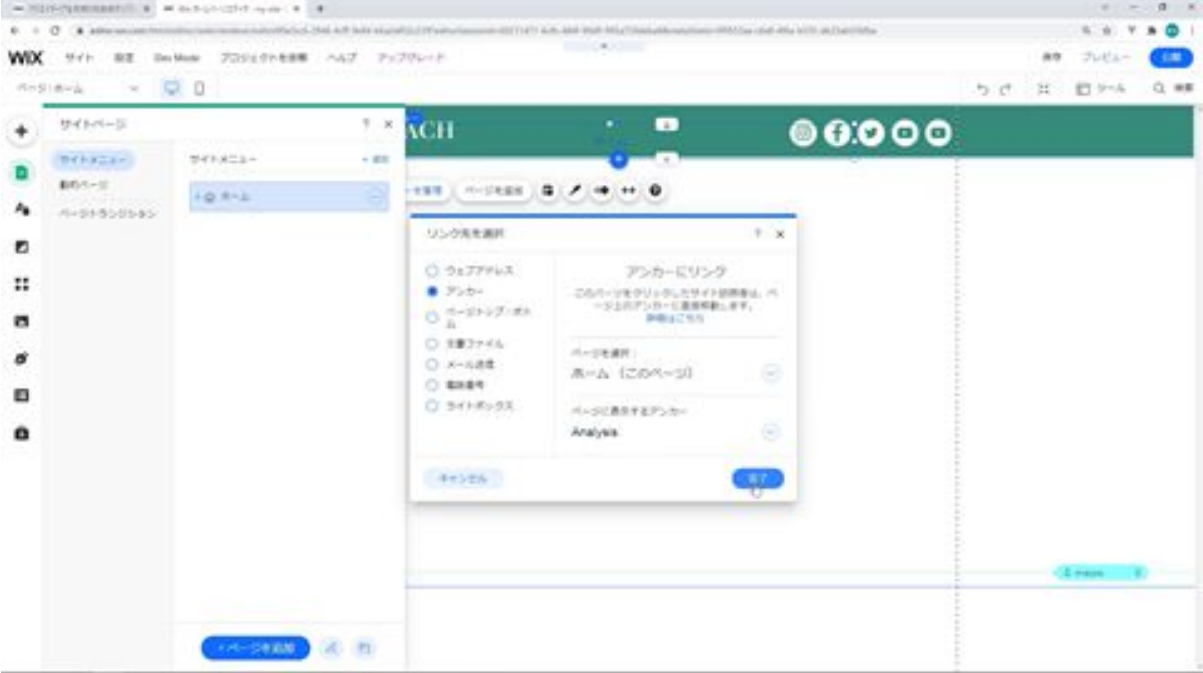 WiX サイト 設定 Dev Mode ヘルプ アップグレード 保存 プレビュー 公開
ページ: ホーム ツール 検索
サイトページ ? ×
サイトメニュー
動的ページ
ページトランジション
サイトメニュー + 追加
ホーム
ACH
ページを追加
リンク先を選択 ? ×
ウェブアドレス
アンカー
ページトップ / ボト
ム
文書ファイル
メール送信
電話番号
ライトボックス
アンカーにリンク
このページをクリックしたサイト訪問者は、ペ
ージ上のアンカーに直接移動します。
詳細はこちら
ページを選択:
ホーム (このページ)
ページに表示するアンカー
Analysis
キャンセル 完了
+ ページを追加